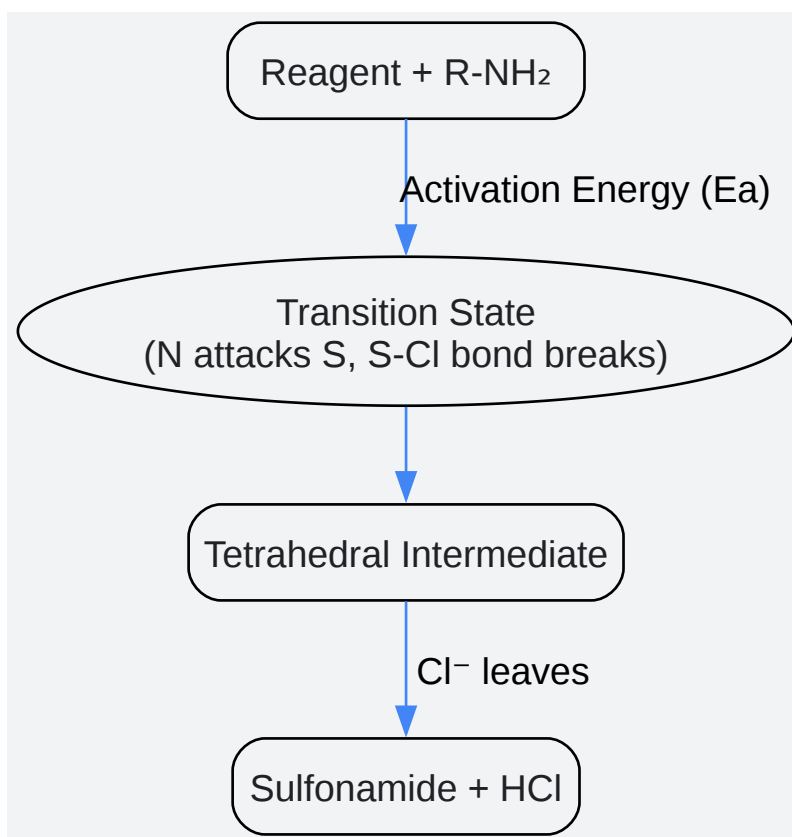 Reagent + R-NH₂
Activation Energy (Ea)
Transition State
(N attacks S, S-Cl bond breaks)
Tetrahedral Intermediate
Cl⁻ leaves
Sulfonamide + HCl